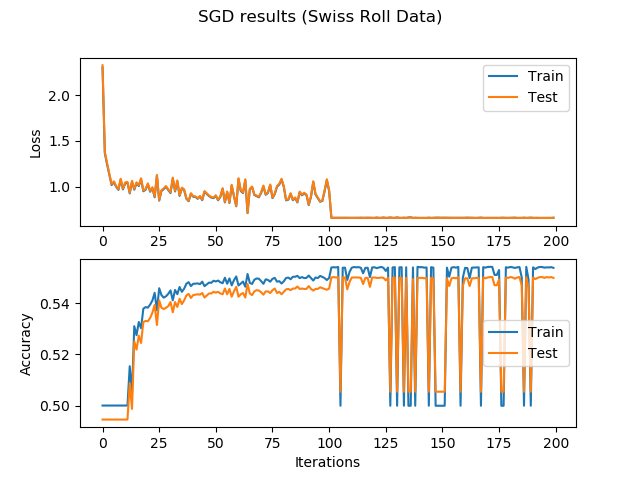 SGD results (Swiss Roll Data)
Loss
2.0
1.5
1.0
Train
Test
0 25 50 75 100 125 150 175 200
Accuracy
0.54
0.52
0.50
Train
Test
0 25 50 75 100 125 150 175 200
Iterations